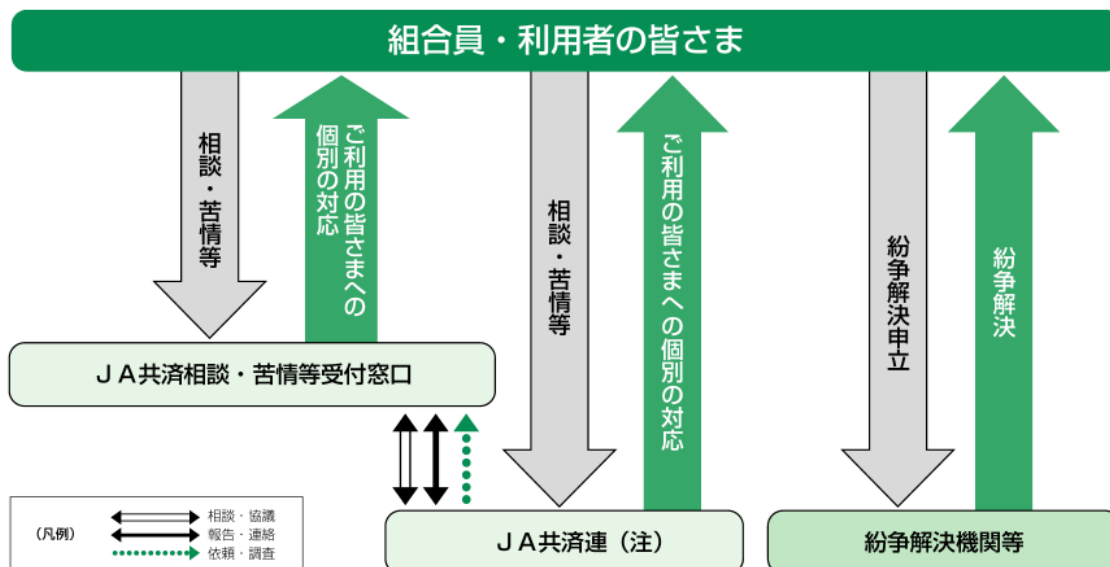 組合員・利用者の皆さま
相談・苦情等
ご利用の皆さまへの
個別の対応
相談・苦情等
ご利用の皆さまへの個別の対応
紛争解決申立
紛争解決
ＪＡ共済相談・苦情等受付窓口
ＪＡ共済連（注）
紛争解決機関等
（凡例）
相談・協議
報告・連絡
依頼・調査